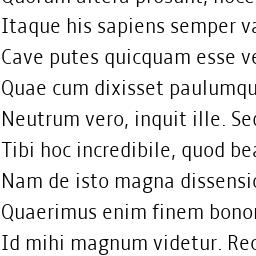 Quorum altera prosunt, noce
Itaque his sapiens semper va
Cave putes quicquam esse ve
Quae cum dixisset paulumqu
Neutrum vero, inquit ille. Sed
Tibi hoc incredibile, quod bea
Nam de isto magna dissensio
Quaerimus enim finem bonor
Id mihi magnum videtur. Rec